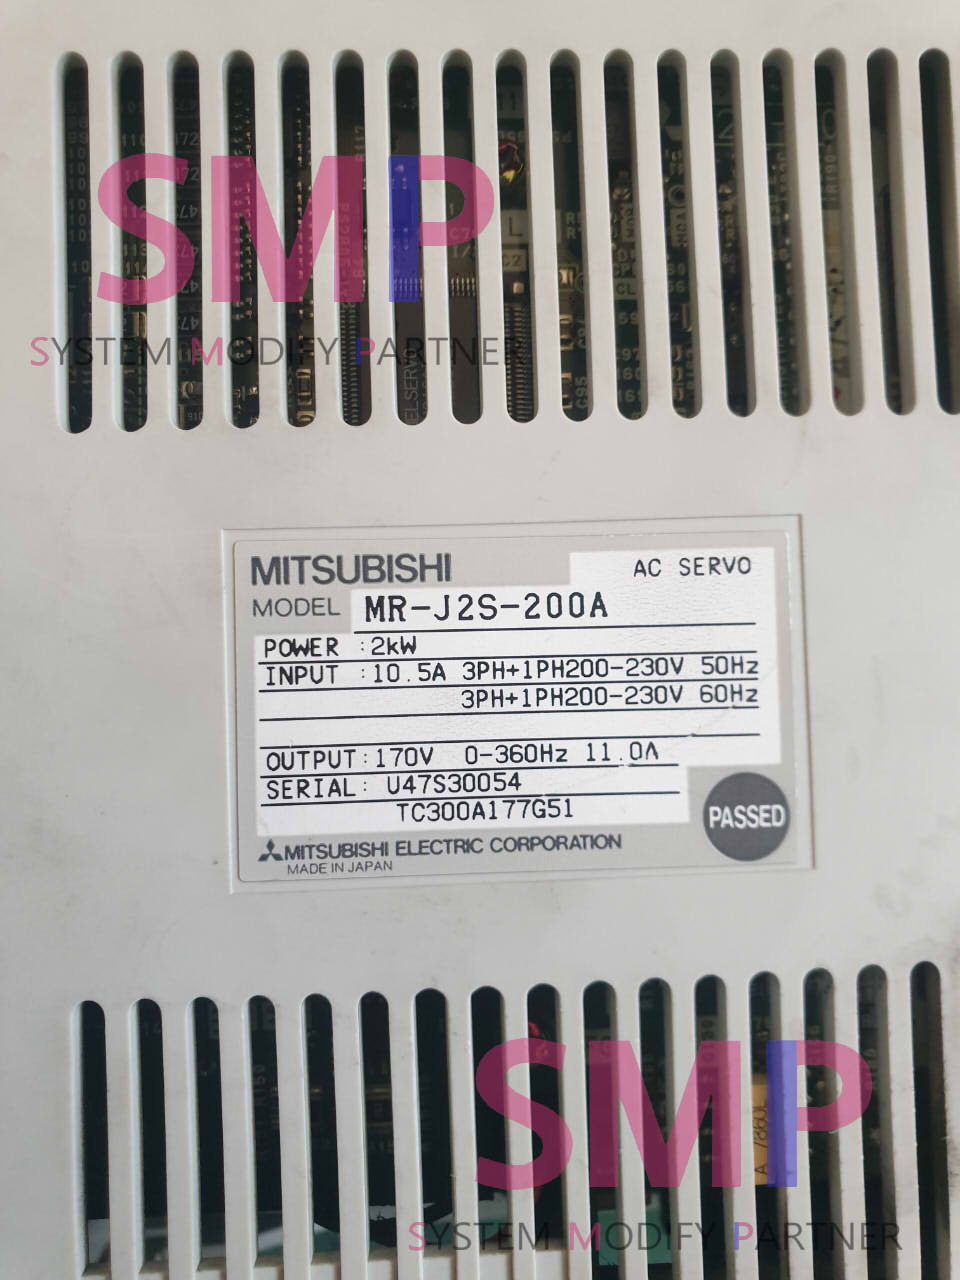 SMP
SYSTEM MODIFY PARTNER
MITSUBISHI
AC SERVO
MODEL MR-J2S-200A
POWER :2kW
INPUT :10.5A 3PH+1PH200-230V 50Hz
3PH+1PH200-230V 60Hz
OUTPUT:170V 0-360Hz 11.0A
SERIAL: U47S30054
TC300A177G51
PASSED
MITSUBISHI ELECTRIC CORPORATION
MADE IN JAPAN
SMP
SYSTEM MODIFY PARTNER